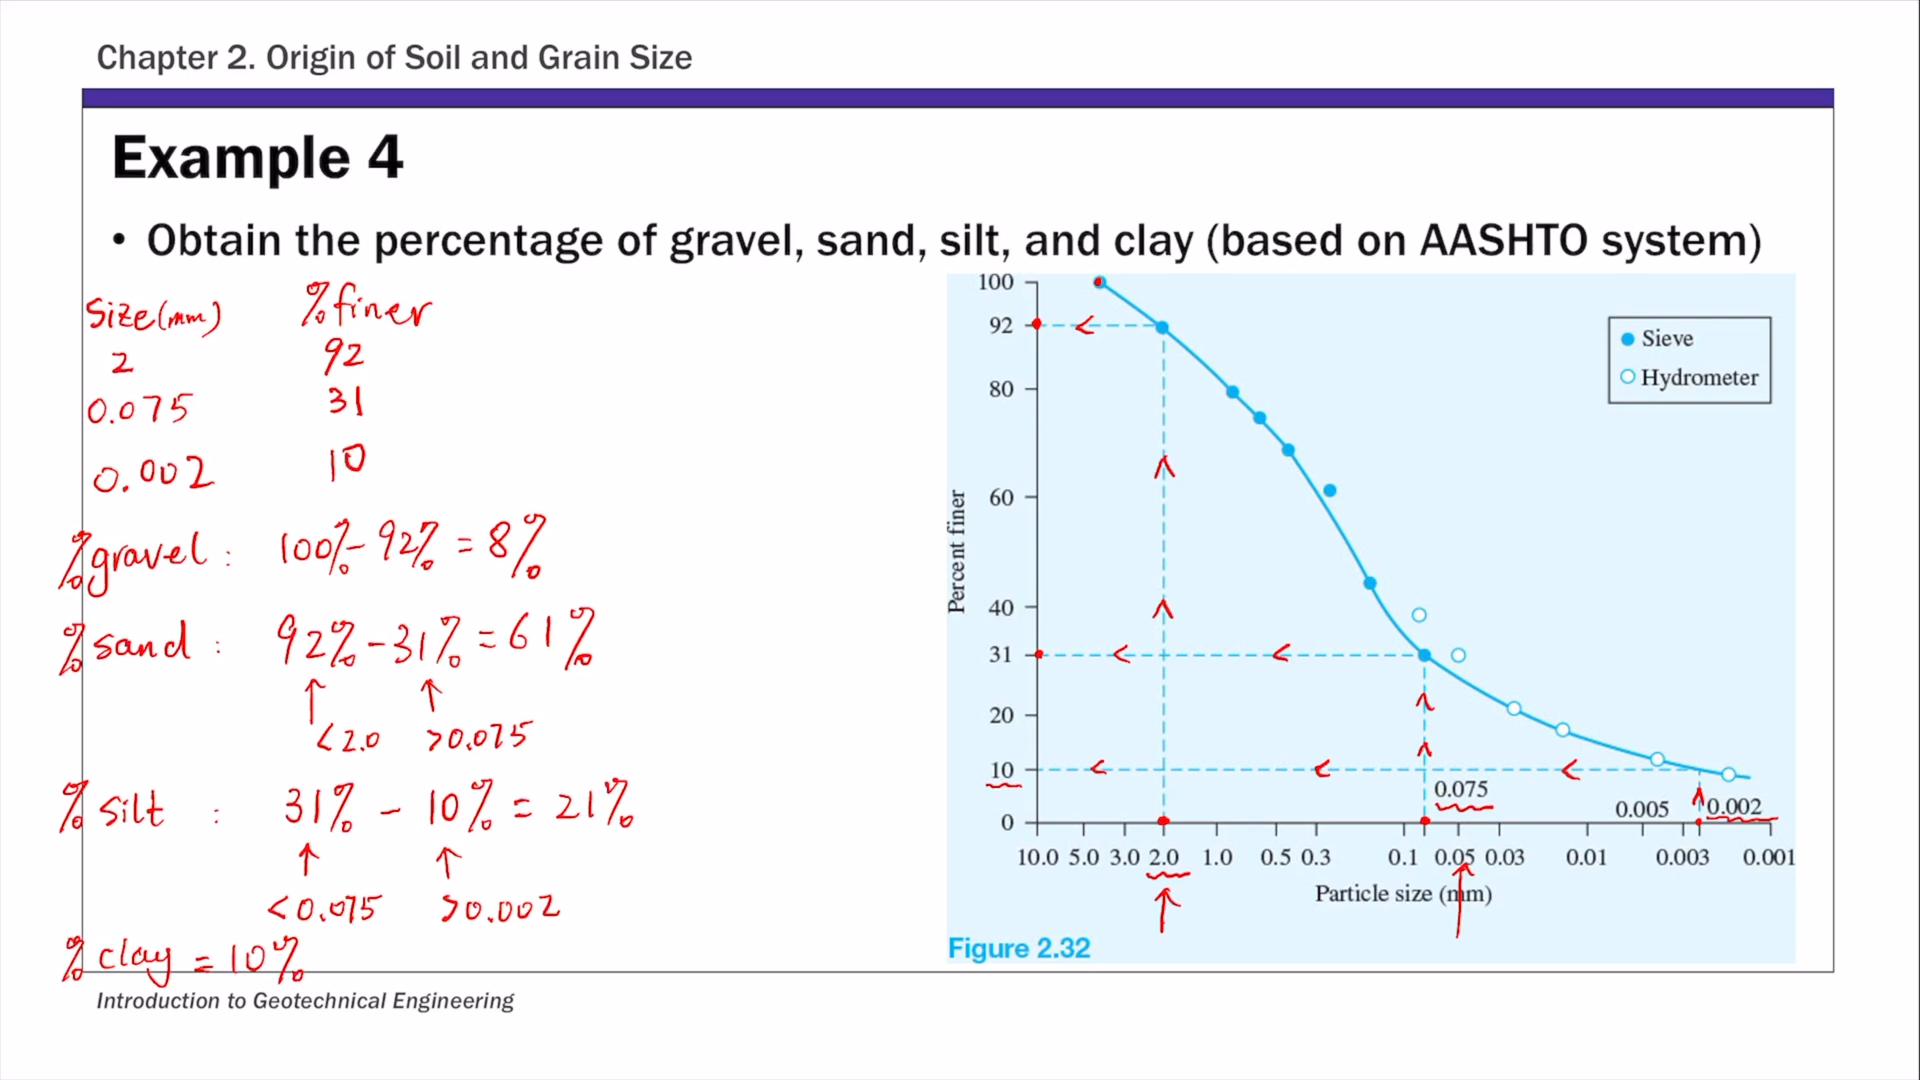 Chapter 2. Origin of Soil and Grain Size
Example 4
• Obtain the percentage of gravel, sand, silt, and clay (based on AASHTO system)
Size(mm) % finer
2 92
0.075 31
0.002 10
% gravel : 100% - 92% = 8%
% sand : 92% - 31% = 61%
↑ ↑
<2.0 >0.075
% silt : 31% - 10% = 21%
↑ ↑
<0.075 >0.002
% clay = 10%
Percent finer
100
92
80
60
40
31
20
10
0
Sieve
Hydrometer
0.075
0.005 0.002
10.0 5.0 3.0 2.0 1.0 0.5 0.3 0.1 0.05 0.03 0.01 0.003 0.001
Particle size (mm)
Figure 2.32
Introduction to Geotechnical Engineering